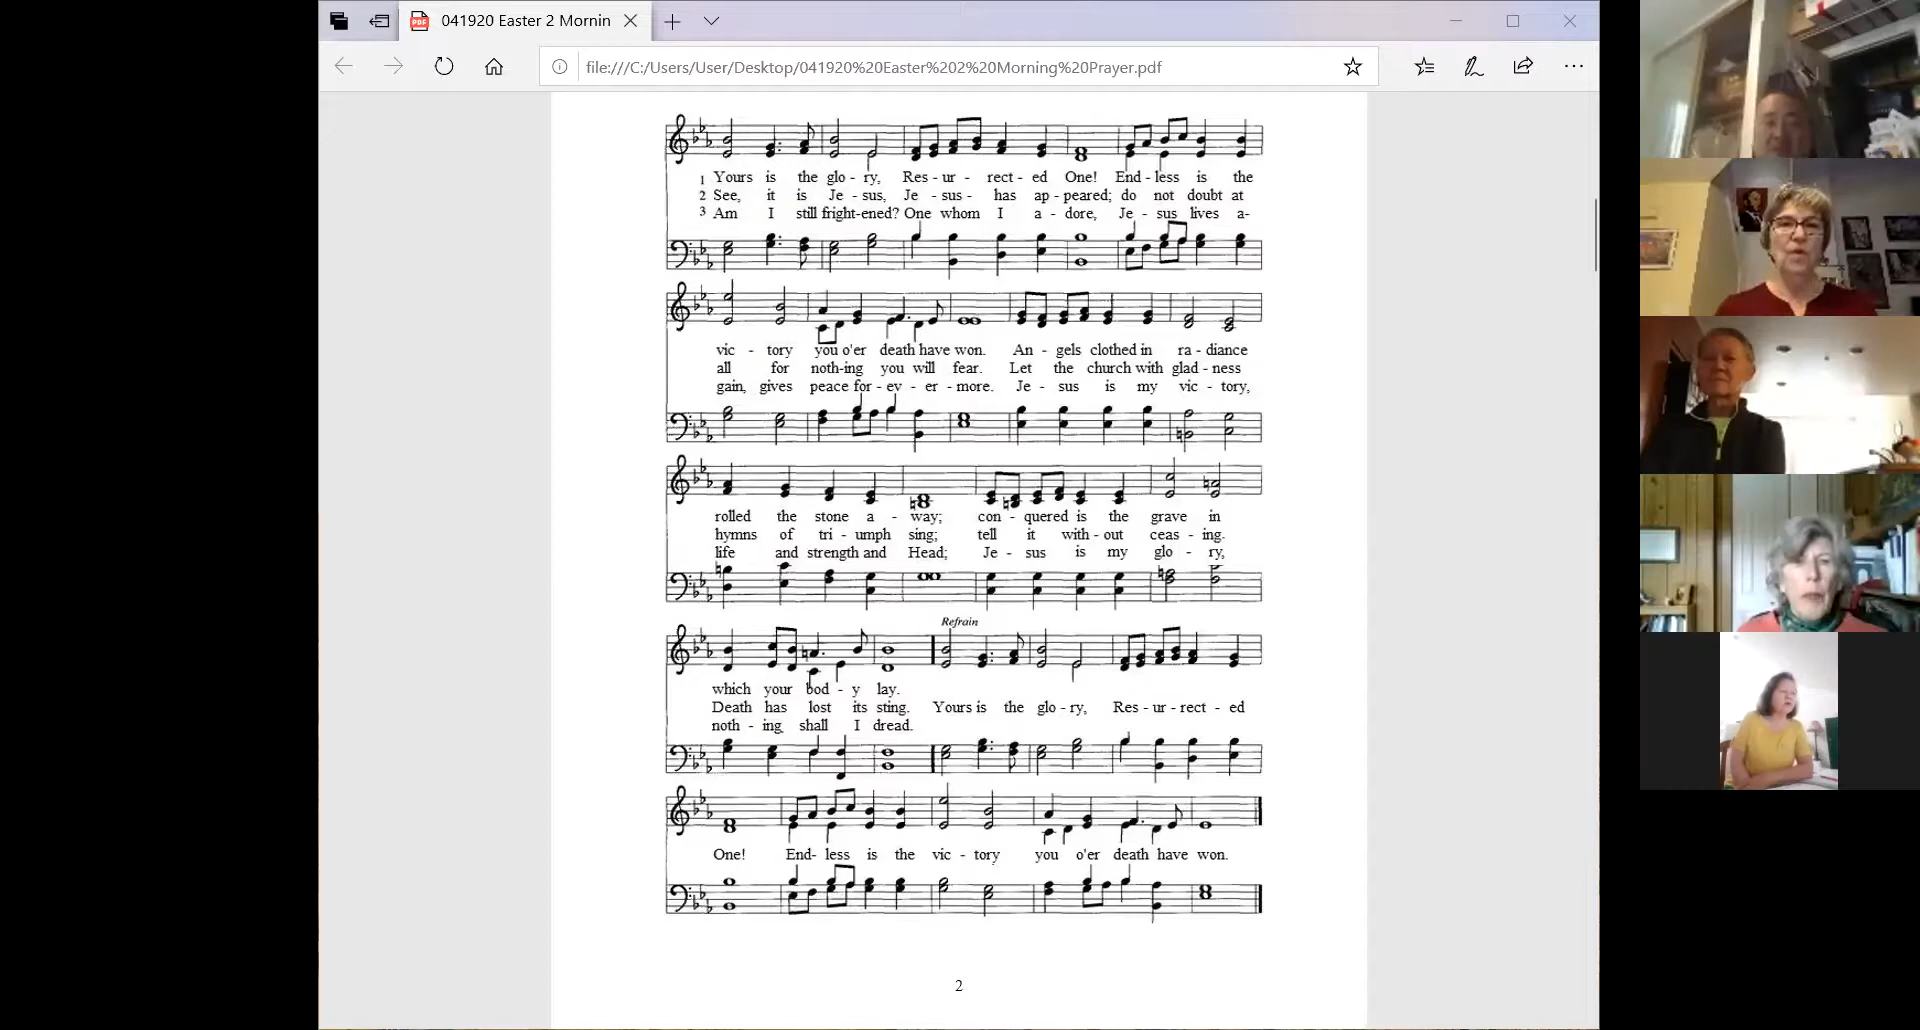 041920 Easter 2 Mornin
file:///C:/Users/User/Desktop/041920%20Easter%202%20Morning%20Prayer.pdf
1 Yours is the glo - ry, Res - ur - rect - ed One! End - less is the
2 See, it is Je - sus, Je - sus - has ap - peared; do not doubt at
3 Am I still fright-ened? One whom I a - dore, Je - sus lives a-
vic - tory you o'er death have won. An - gels clothed in ra - diance
all for noth-ing you will fear. Let the church with glad - ness
gain, gives peace for - ev - er - more. Je - sus is my vic - tory,
rolled the stone a - way; con - quered is the grave in
hymns of tri - umph sing; tell it with - out ceas - ing.
life and strength and Head; Je - sus is my glo - ry,
Refrain
which your bod - y lay.
Death has lost its sting. Yours is the glo - ry, Res - ur - rect - ed
noth - ing shall I dread.
One! End- less is the vic - tory you o'er death have won.
2